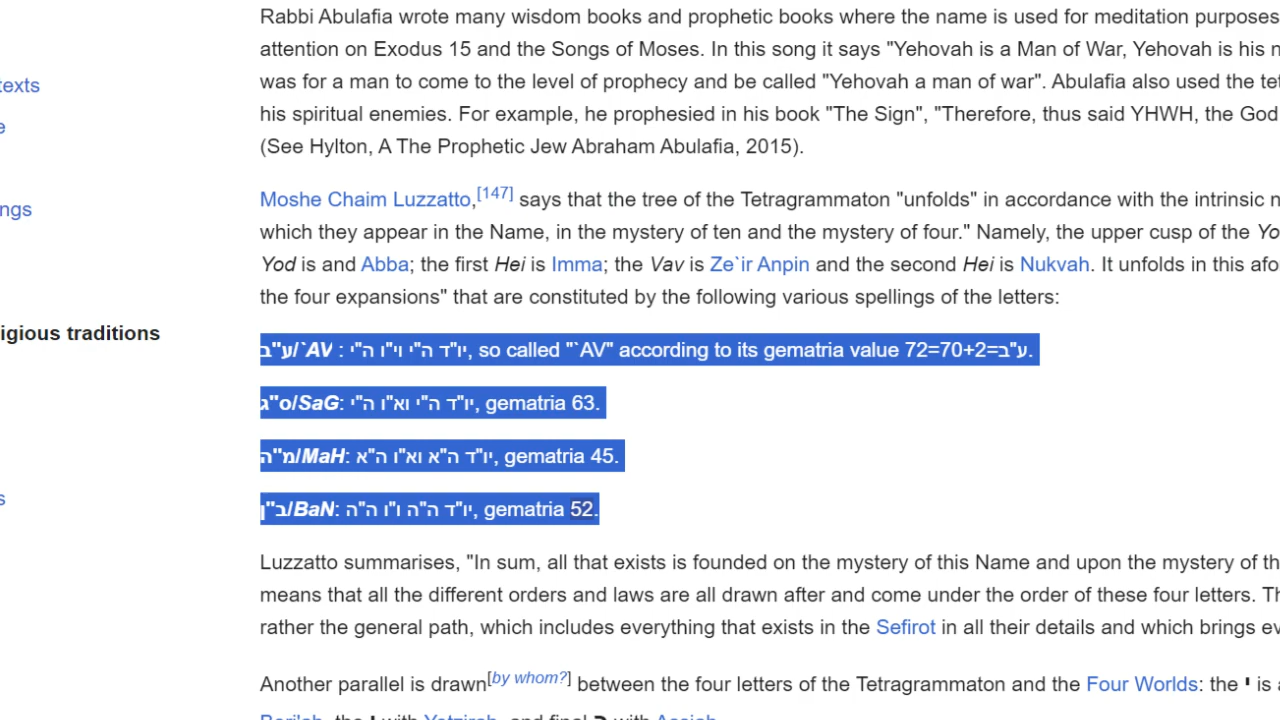 Rabbi Abulafia wrote many wisdom books and prophetic books where the name is used for meditation purposes
attention on Exodus 15 and the Songs of Moses. In this song it says "Yehovah is a Man of War, Yehovah is his
was for a man to come to the level of prophecy and be called "Yehovah a man of war". Abulafia also used the
his spiritual enemies. For example, he prophesied in his book "The Sign", "Therefore, thus said YHWH, the God
(See Hylton, A The Prophetic Jew Abraham Abulafia, 2015).
Moshe Chaim Luzzatto,[147] says that the tree of the Tetragrammaton "unfolds" in accordance with the intrinsic
which they appear in the Name, in the mystery of ten and the mystery of four." Namely, the upper cusp of the Yo
Yod is and Abba; the first Hei is Imma; the Vav is Ze`ir Anpin and the second Hei is Nukvah. It unfolds in this afo
the four expansions" that are constituted by the following various spellings of the letters:
ע"ב/`AV : יו"ד ה"י וי"ו ה"י, so called "`AV" according to its gematria value ע"ב=70+2=72.
ס"ג/SaG: יו"ד ה"י וא"ו ה"י, gematria 63.
מ"ה/MaH: יו"ד ה"א וא"ו ה"א, gematria 45.
ב"ן/BaN: יו"ד ה"ה ו"ו ה"ה, gematria 52.
Luzzatto summarises, "In sum, all that exists is founded on the mystery of this Name and upon the mystery of th
means that all the different orders and laws are all drawn after and come under the order of these four letters. Th
rather the general path, which includes everything that exists in the Sefirot in all their details and which brings ev
Another parallel is drawn[by whom?] between the four letters of the Tetragrammaton and the Four Worlds: the י is
texts
e
ngs
igious traditions
s